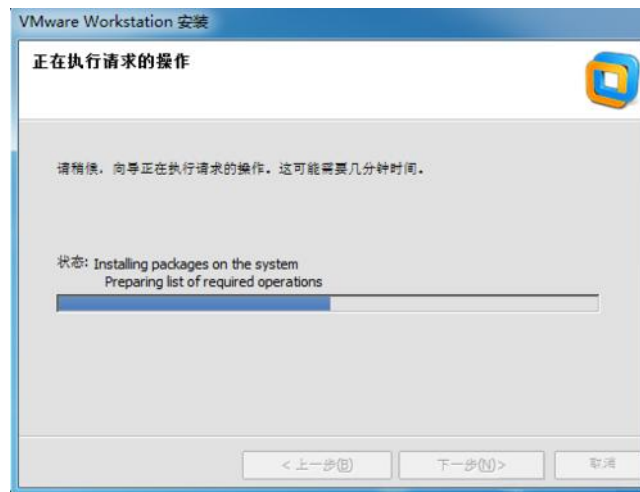 VMware Workstation 安装
正在执行请求的操作
请稍候，向导正在执行请求的操作。这可能需要几分钟时间。
状态: Installing packages on the system
Preparing list of required operations
< 上一步(B)
下一步(N)>
取消